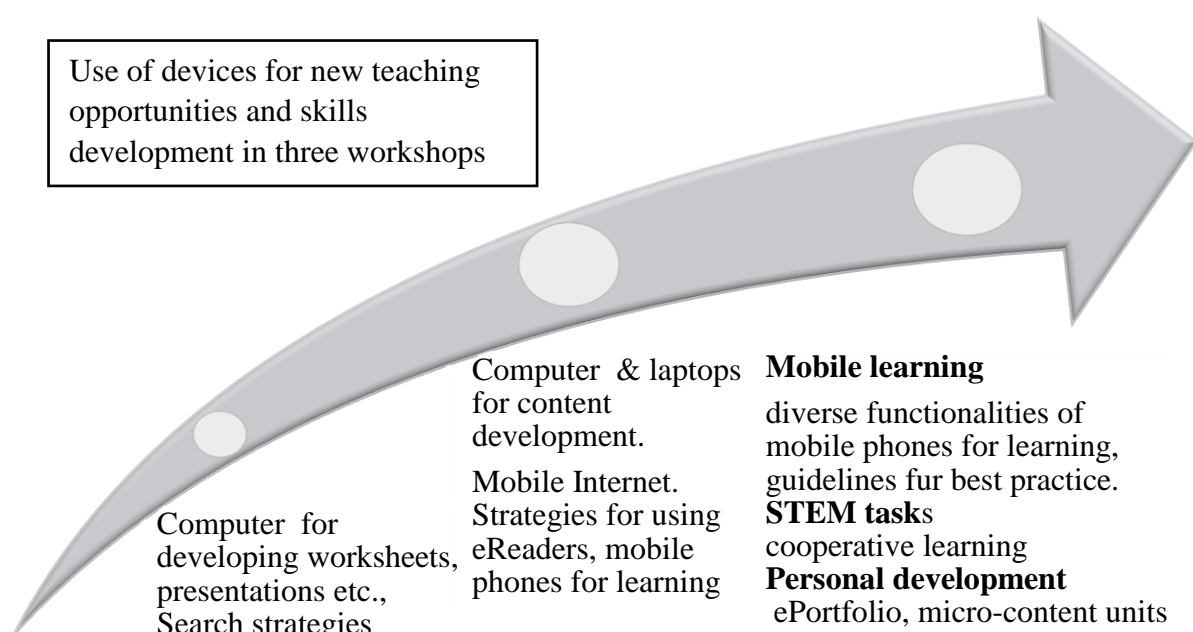 Use of devices for new teaching
opportunities and skills
development in three workshops
Computer for
developing worksheets,
presentations etc.,
Search strategies
Computer & laptops
for content
development.
Mobile Internet.
Strategies for using
eReaders, mobile
phones for learning
Mobile learning
diverse functionalities of
mobile phones for learning,
guidelines fur best practice.
STEM tasks
cooperative learning
Personal development
ePortfolio, micro-content units